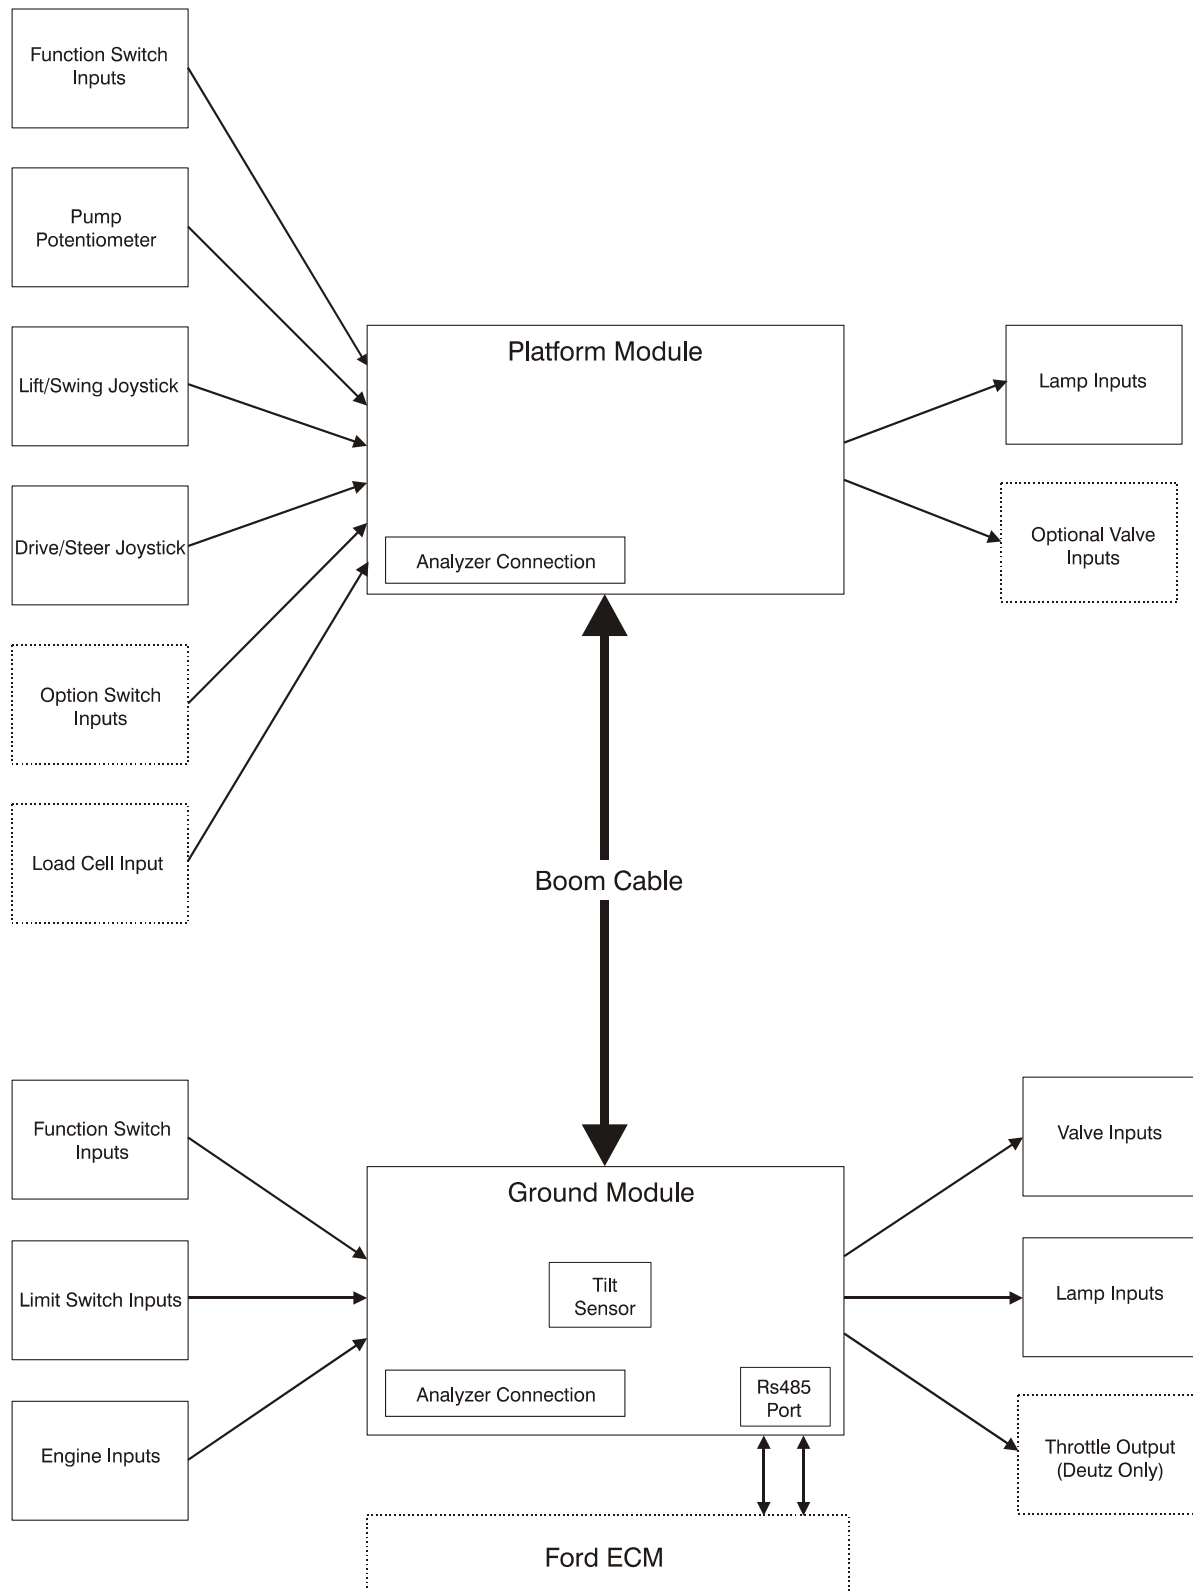 Function Switch
Inputs
Pump
Potentiometer
Lift/Swing Joystick
Drive/Steer Joystick
Option Switch
Inputs
Load Cell Input
Platform Module
Analyzer Connection
Lamp Inputs
Optional Valve
Inputs
Boom Cable
Function Switch
Inputs
Limit Switch Inputs
Engine Inputs
Ground Module
Tilt
Sensor
Analyzer Connection
Rs485
Port
Valve Inputs
Lamp Inputs
Throttle Output
(Deutz Only)
Ford ECM